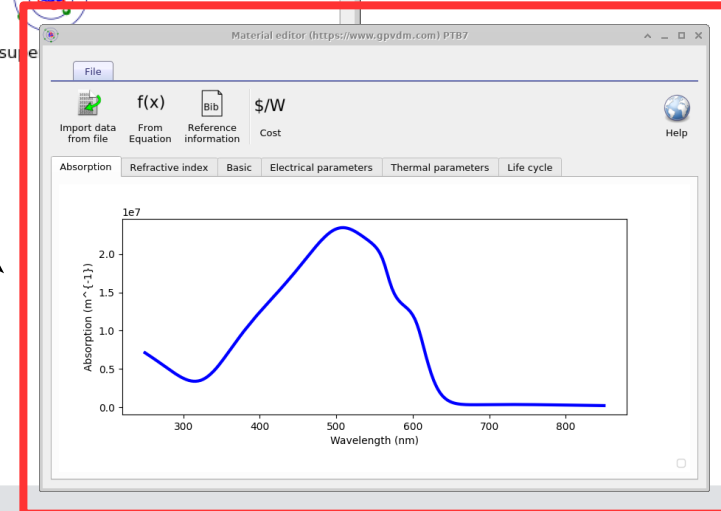 supe
Material editor (https://www.gpvdm.com) PTB7
File
Import data
from file
f(x)
From
Equation
Bib
Reference
information
$/W
Cost
Help
Absorption Refractive index Basic Electrical parameters Thermal parameters Life cycle
1e7
2.0
1.5
1.0
0.5
0.0
Absorption (m^{-1})
300 400 500 600 700 800
Wavelength (nm)